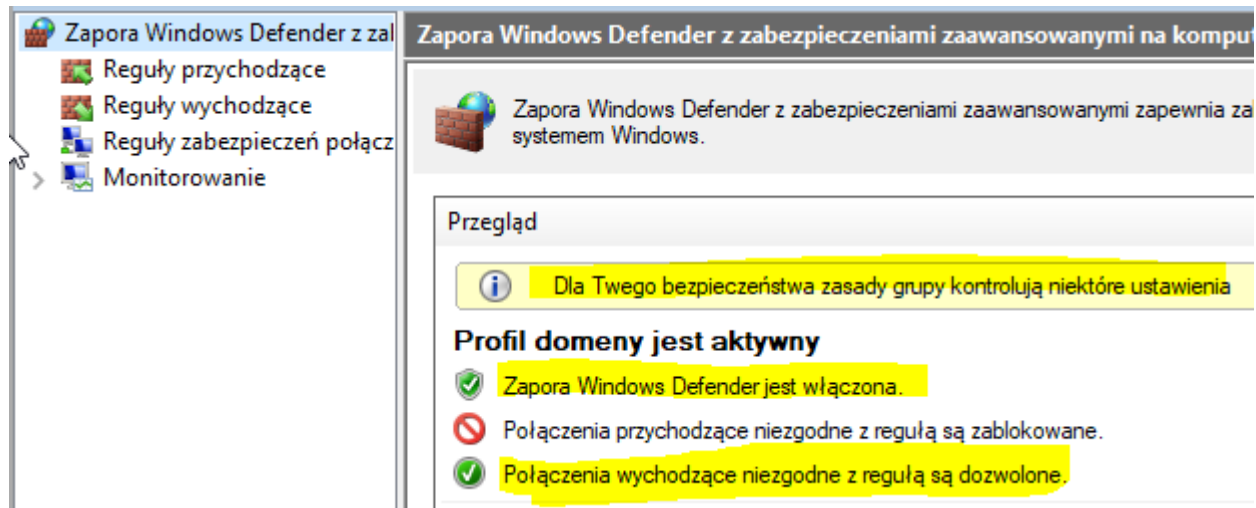 Zapora Windows Defender z zal
Reguły przychodzące
Reguły wychodzące
Reguły zabezpieczeń połącz
Monitorowanie
Zapora Windows Defender z zabezpieczeniami zaawansowanymi na komput
Zapora Windows Defender z zabezpieczeniami zaawansowanymi zapewnia za
systemem Windows.
Przegląd
Dla Twego bezpieczeństwa zasady grupy kontrolują niektóre ustawienia
Profil domeny jest aktywny
Zapora Windows Defender jest włączona.
Połączenia przychodzące niezgodne z regułą są zablokowane.
Połączenia wychodzące niezgodne z regułą są dozwolone.